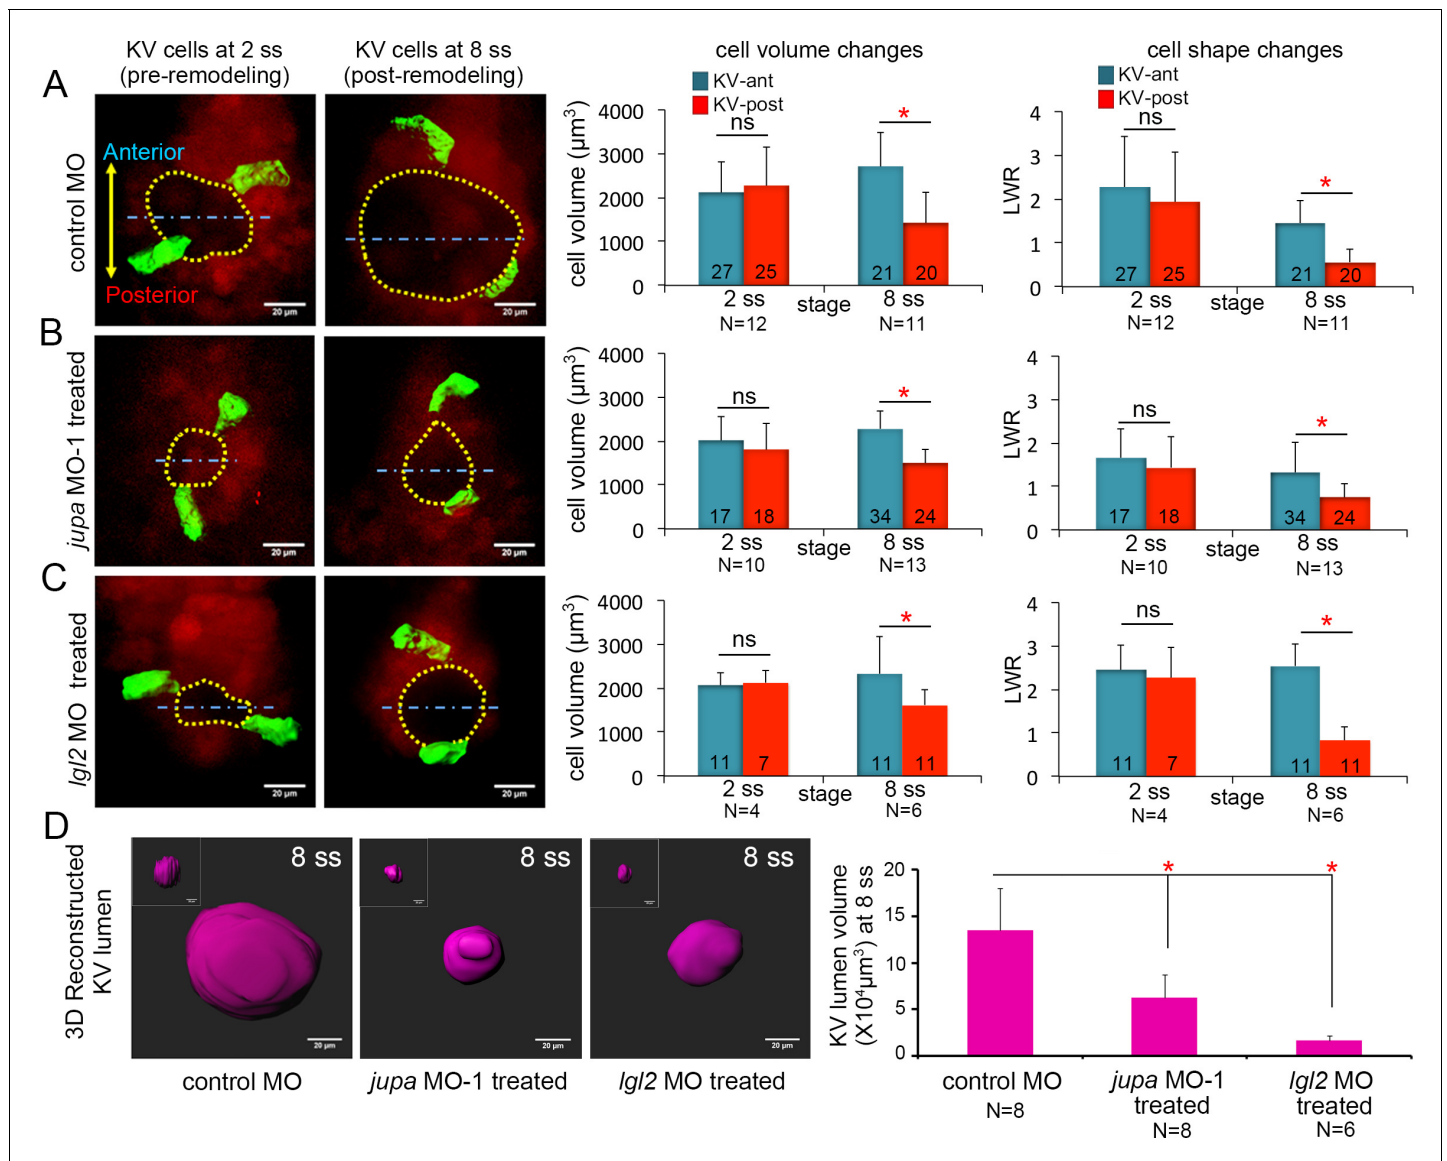 KV cells at 2 ss
(pre-remodeling)
KV cells at 8 ss
(post-remodeling)
cell volume changes
cell shape changes
A
control MO
Anterior
Posterior
20 µm
20 µm
KV-ant
KV-post
cell volume (µm3)
4000
3000
2000
1000
0
ns
*
27
25
21
20
2 ss
stage
8 ss
N=12
N=11
KV-ant
KV-post
LWR
4
3
2
1
0
ns
*
27
25
21
20
2 ss
stage
8 ss
N=12
N=11
B
jupa MO-1 treated
20 µm
20 µm
cell volume (µm3)
4000
3000
2000
1000
0
ns
*
17
18
34
24
2 ss
stage
8 ss
N=10
N=13
LWR
4
3
2
1
0
ns
*
17
18
34
24
2 ss
stage
8 ss
N=10
N=13
C
lgl2 MO treated
20 µm
20 µm
cell volume (µm3)
4000
3000
2000
1000
0
ns
*
11
7
11
11
2 ss
stage
8 ss
N=4
N=6
LWR
4
3
2
1
0
ns
*
11
7
11
11
2 ss
stage
8 ss
N=4
N=6
D
3D Reconstructed
KV lumen
8 ss
20 µm
control MO
8 ss
20 µm
jupa MO-1 treated
8 ss
20 µm
lgl2 MO treated
KV lumen volume
(X104µm3) at 8 ss
20
15
10
5
0
*
*
control MO
N=8
jupa MO-1
treated
N=8
lgl2 MO
treated
N=6